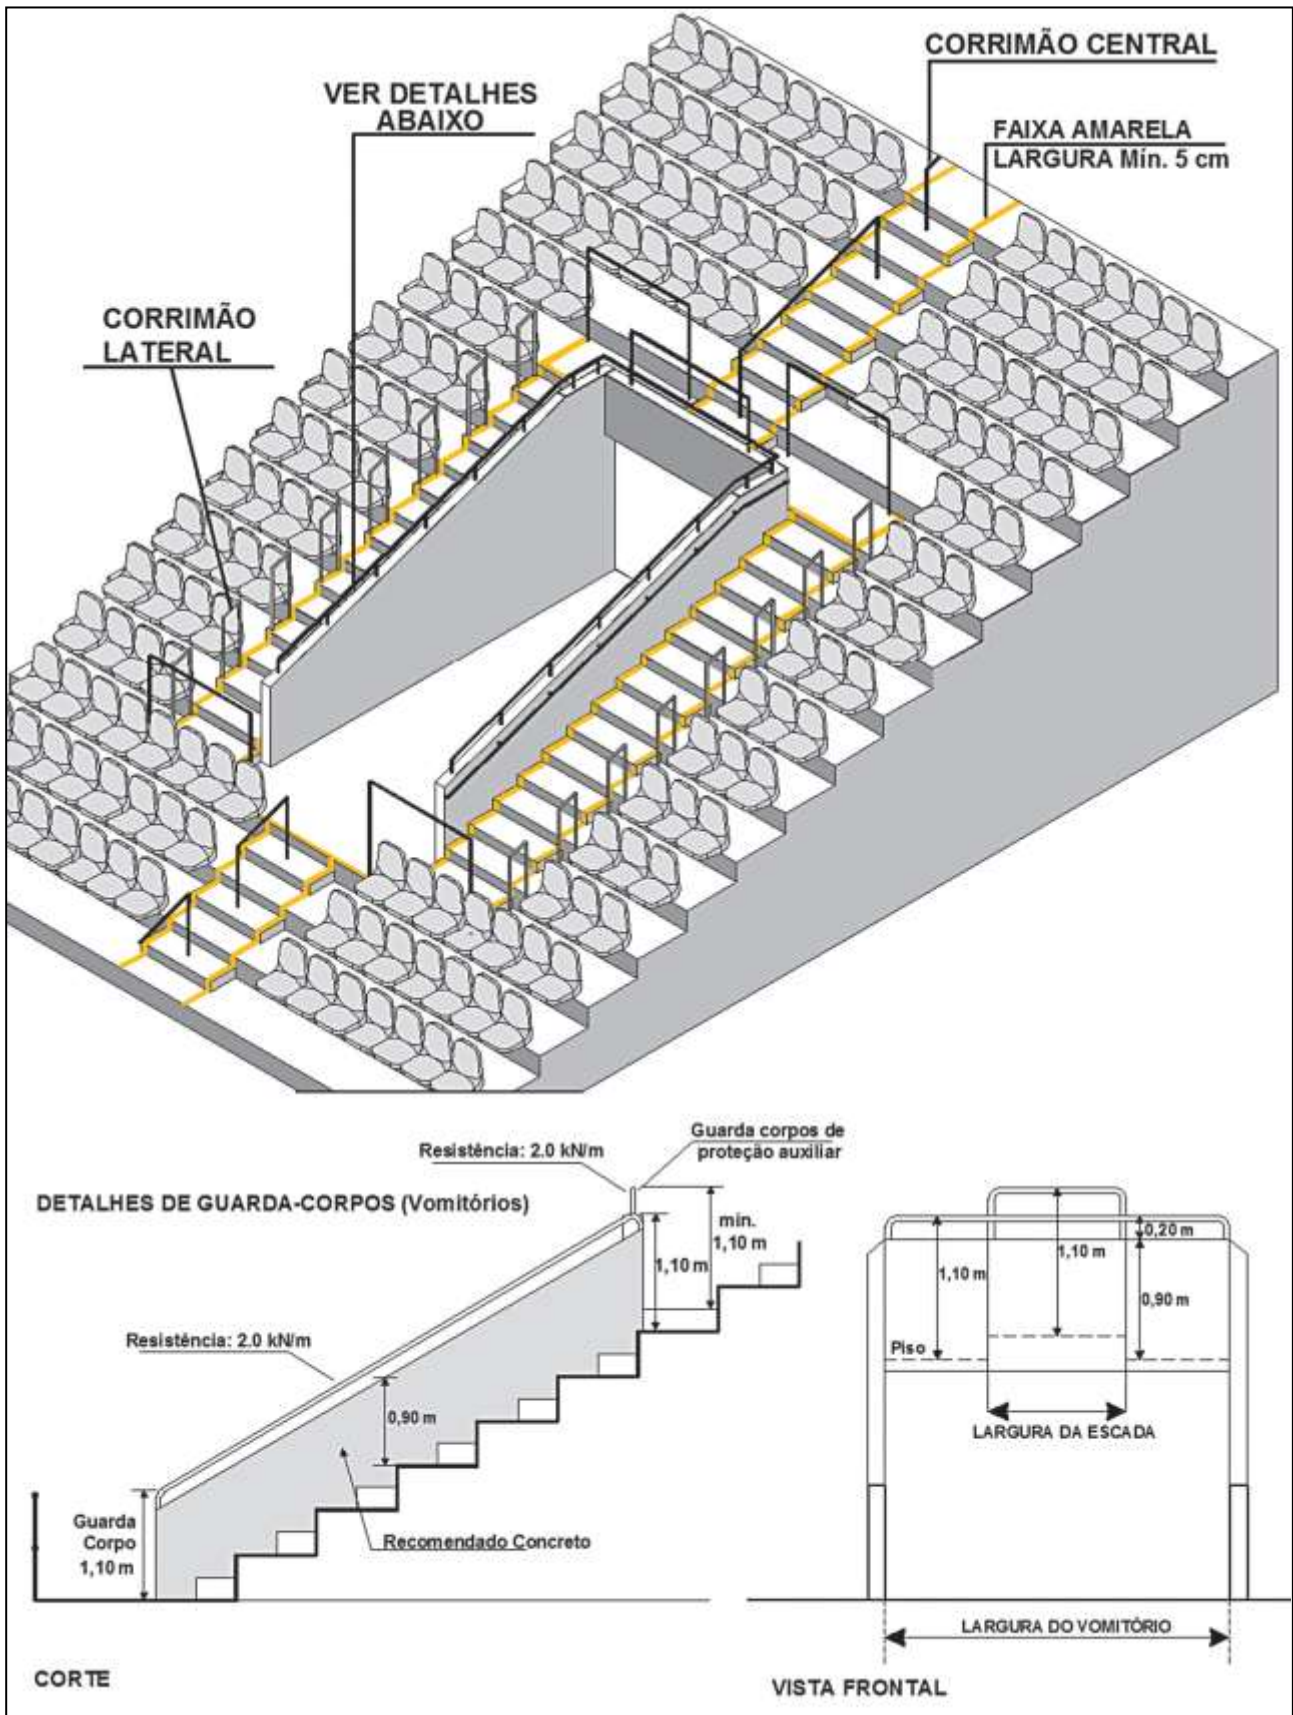 CORRIMÃO CENTRAL
VER DETALHES
ABAIXO
FAIXA AMARELA
LARGURA Mín. 5 cm
CORRIMÃO
LATERAL
Resistência: 2.0 kN/m
Guarda corpos de
proteção auxiliar
DETALHES DE GUARDA-CORPOS (Vomitórios)
mín.
1,10 m
1,10 m
Resistência: 2.0 kN/m
0,90 m
Guarda
Corpo
1,10 m
Recomendado Concreto
CORTE
0,20 m
1,10 m
1,10 m
0,90 m
Piso
LARGURA DA ESCADA
LARGURA DO VOMITÓRIO
VISTA FRONTAL